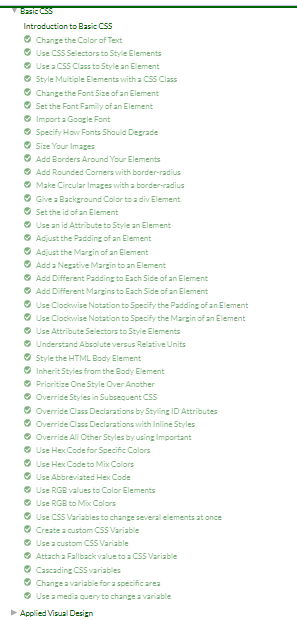 Basic CSS
Introduction to Basic CSS
Change the Color of Text
Use CSS Selectors to Style Elements
Use a CSS Class to Style an Element
Style Multiple Elements with a CSS Class
Change the Font Size of an Element
Set the Font Family of an Element
Import a Google Font
Specify How Fonts Should Degrade
Size Your Images
Add Borders Around Your Elements
Add Rounded Corners with border-radius
Make Circular Images with a border-radius
Give a Background Color to a div Element
Set the id of an Element
Use an id Attribute to Style an Element
Adjust the Padding of an Element
Adjust the Margin of an Element
Add a Negative Margin to an Element
Add Different Padding to Each Side of an Element
Add Different Margins to Each Side of an Element
Use Clockwise Notation to Specify the Padding of an Element
Use Clockwise Notation to Specify the Margin of an Element
Use Attribute Selectors to Style Elements
Understand Absolute versus Relative Units
Style the HTML Body Element
Inherit Styles from the Body Element
Prioritize One Style Over Another
Override Styles in Subsequent CSS
Override Class Declarations by Styling ID Attributes
Override Class Declarations with Inline Styles
Override All Other Styles by using Important
Use Hex Code for Specific Colors
Use Hex Code to Mix Colors
Use Abbreviated Hex Code
Use RGB values to Color Elements
Use RGB to Mix Colors
Use CSS Variables to change several elements at once
Create a custom CSS Variable
Use a custom CSS Variable
Attach a Fallback value to a CSS Variable
Cascading CSS variables
Change a variable for a specific area
Use a media query to change a variable
Applied Visual Design